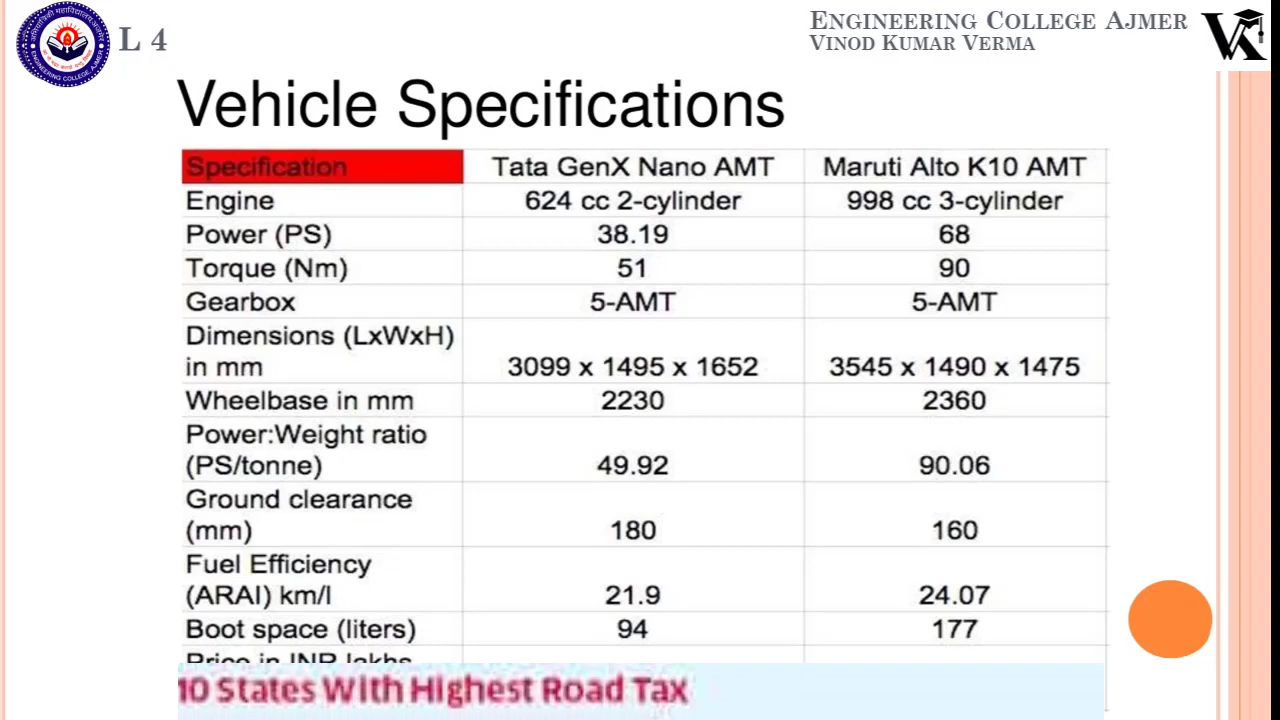 L 4
ENGINEERING COLLEGE AJMER
VINOD KUMAR VERMA
Vehicle Specifications
Specification Tata GenX Nano AMT Maruti Alto K10 AMT
Engine 624 cc 2-cylinder 998 cc 3-cylinder
Power (PS) 38.19 68
Torque (Nm) 51 90
Gearbox 5-AMT 5-AMT
Dimensions (LxWxH)
in mm 3099 x 1495 x 1652 3545 x 1490 x 1475
Wheelbase in mm 2230 2360
Power:Weight ratio
(PS/tonne) 49.92 90.06
Ground clearance
(mm) 180 160
Fuel Efficiency
(ARAI) km/l 21.9 24.07
Boot space (liters) 94 177
Price in INR lakhs
10 States With Highest Road Tax